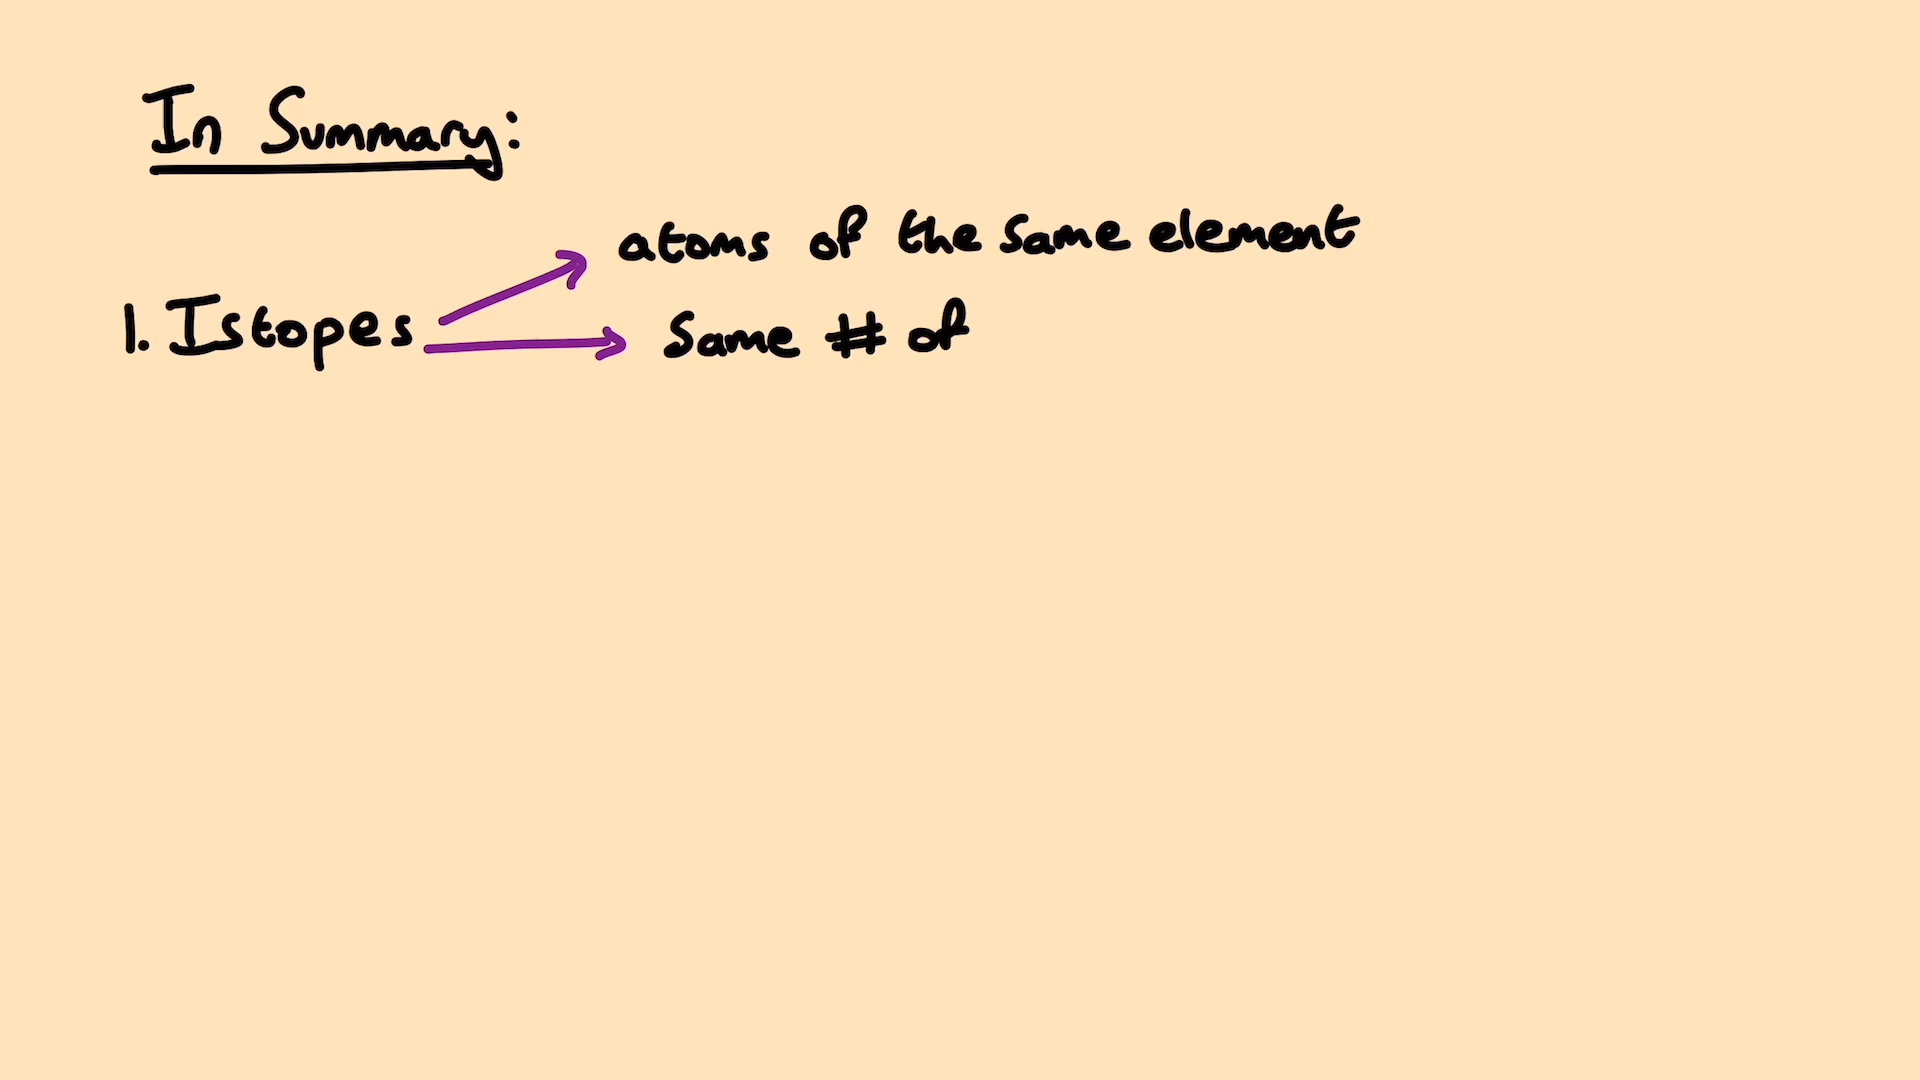 In Summary:
atoms of the same element
1. Istopes
Same # of